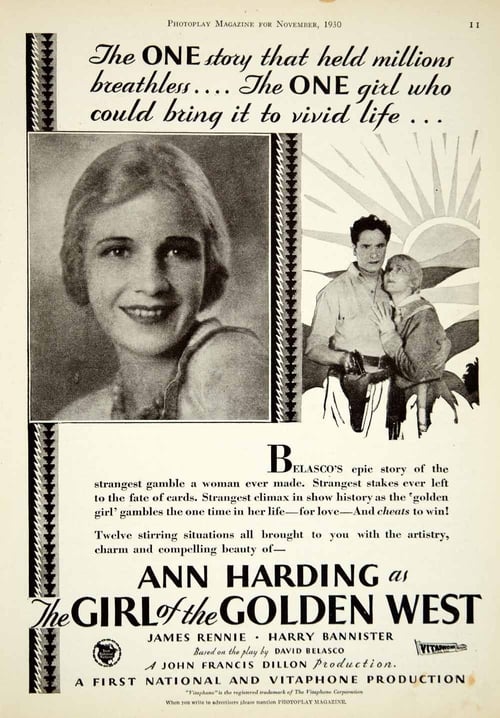 PHOTOPLAY MAGAZINE FOR NOVEMBER, 1930
11
The ONE story that held millions
breathless.... The ONE girl who
could bring it to vivid life ...
BELASCO'S epic story of the
strangest gamble a woman ever made. Strangest stakes ever left
to the fate of cards. Strangest climax in show history as the 'golden
girl' gambles the one time in her life—for love—And cheats to win!
Twelve stirring situations all brought to you with the artistry,
charm and compelling beauty of—
ANN HARDING as
The GIRL of the GOLDEN WEST
JAMES RENNIE · HARRY BANNISTER
Based on the play by DAVID BELASCO
A JOHN FRANCIS DILLON Production.
VITAPHONE
A FIRST NATIONAL AND VITAPHONE PRODUCTION
"Vitaphone" is the registered trademark of The Vitaphone Corporation
When you write to advertisers please mention PHOTOPLAY MAGAZINE.